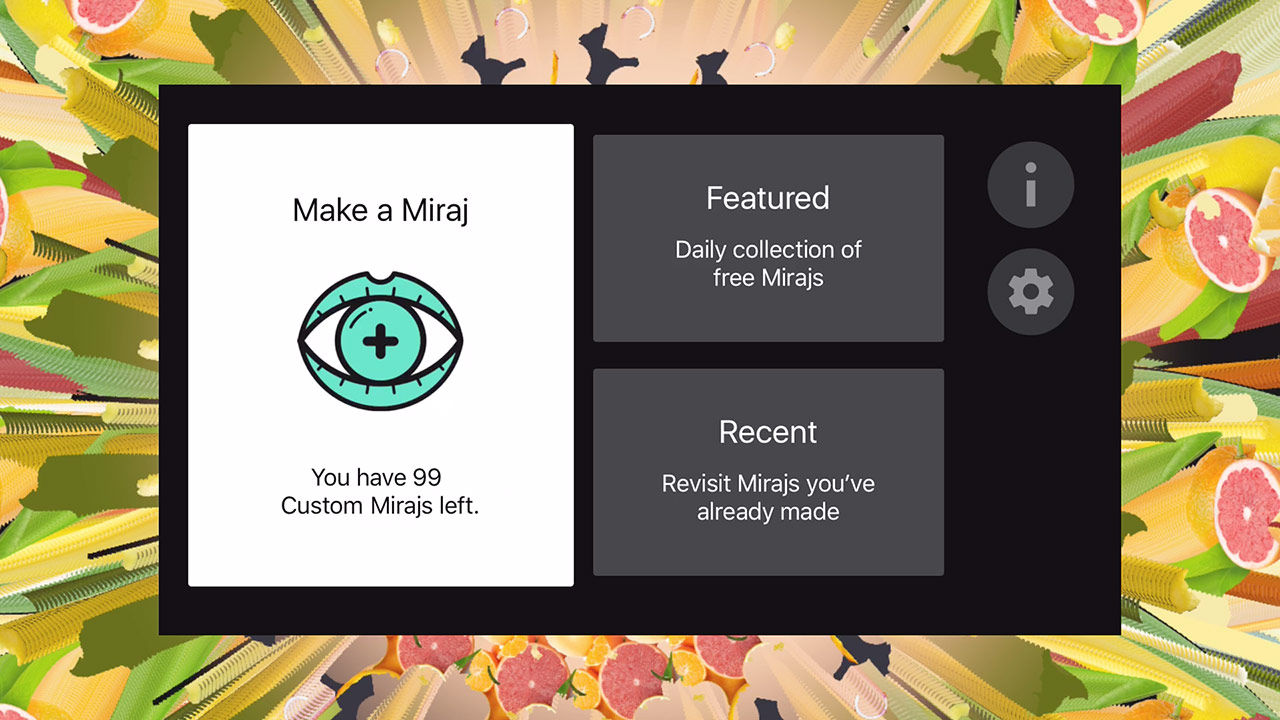 Make a Miraj
You have 99
Custom Mirajs left.
Featured
Daily collection of
free Mirajs
Recent
Revisit Mirajs you’ve
already made